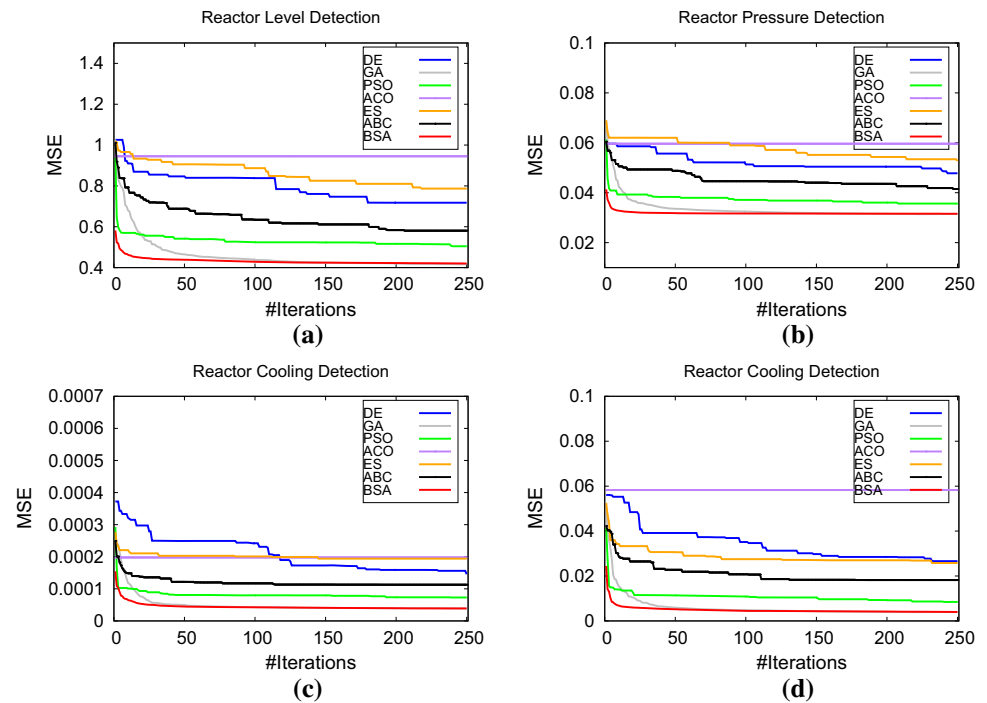 Reactor Level Detection
1.4
1.2
1
0.8
0.6
0.4
MSE
DE
GA
PSO
ACO
ES
ABC
BSA
0 50 100 150 200 250
#Iterations
(a)
Reactor Pressure Detection
0.1
0.08
0.06
0.04
0.02
MSE
DE
GA
PSO
ACO
ES
ABC
BSA
0 50 100 150 200 250
#Iterations
(b)
Reactor Cooling Detection
0.0007
0.0006
0.0005
0.0004
0.0003
0.0002
0.0001
0
MSE
DE
GA
PSO
ACO
ES
ABC
BSA
0 50 100 150 200 250
#Iterations
(c)
Reactor Cooling Detection
0.1
0.08
0.06
0.04
0.02
0
MSE
DE
GA
PSO
ACO
ES
ABC
BSA
0 50 100 150 200 250
#Iterations
(d)